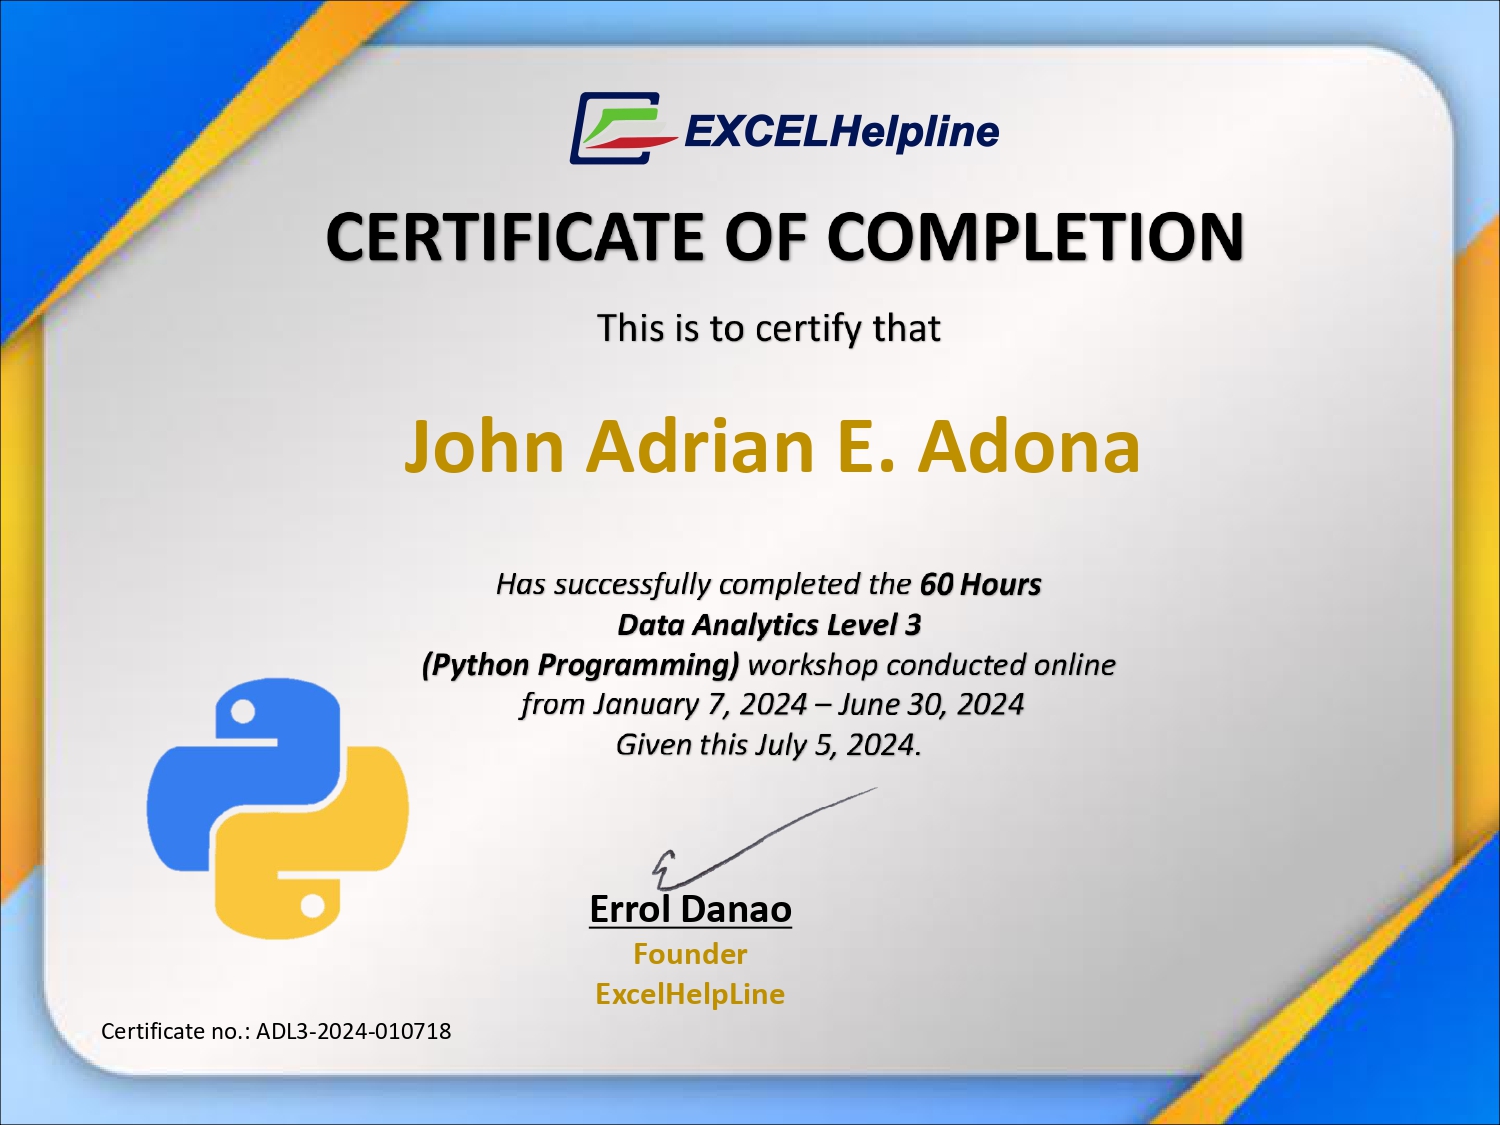 EXCELHelpline
CERTIFICATE OF COMPLETION
This is to certify that
John Adrian E. Adona
Has successfully completed the 60 Hours
Data Analytics Level 3
(Python Programming) workshop conducted online
from January 7, 2024 – June 30, 2024
Given this July 5, 2024.
Errol Danao
Founder
ExcelHelpLine
Certificate no.: ADL3-2024-010718